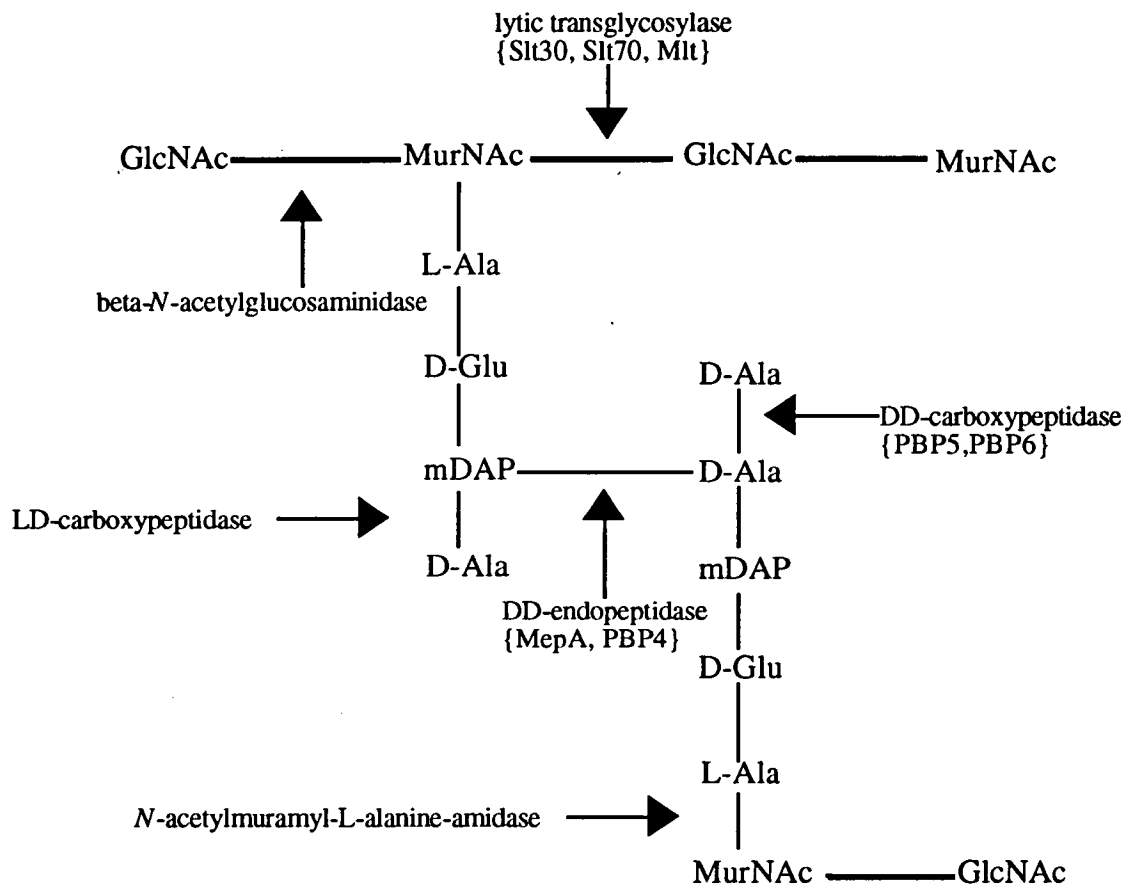 lytic transglycosylase
{Slt30, Slt70, Mlt}
GlcNAc MurNAc GlcNAc MurNAc
L-Ala
beta-N-acetylglucosaminidase
D-Glu D-Ala
DD-carboxypeptidase
{PBP5,PBP6}
mDAP D-Ala
LD-carboxypeptidase
D-Ala mDAP
DD-endopeptidase
{MepA, PBP4}
D-Glu
L-Ala
N-acetylmuramyl-L-alanine-amidase
MurNAc GlcNAc